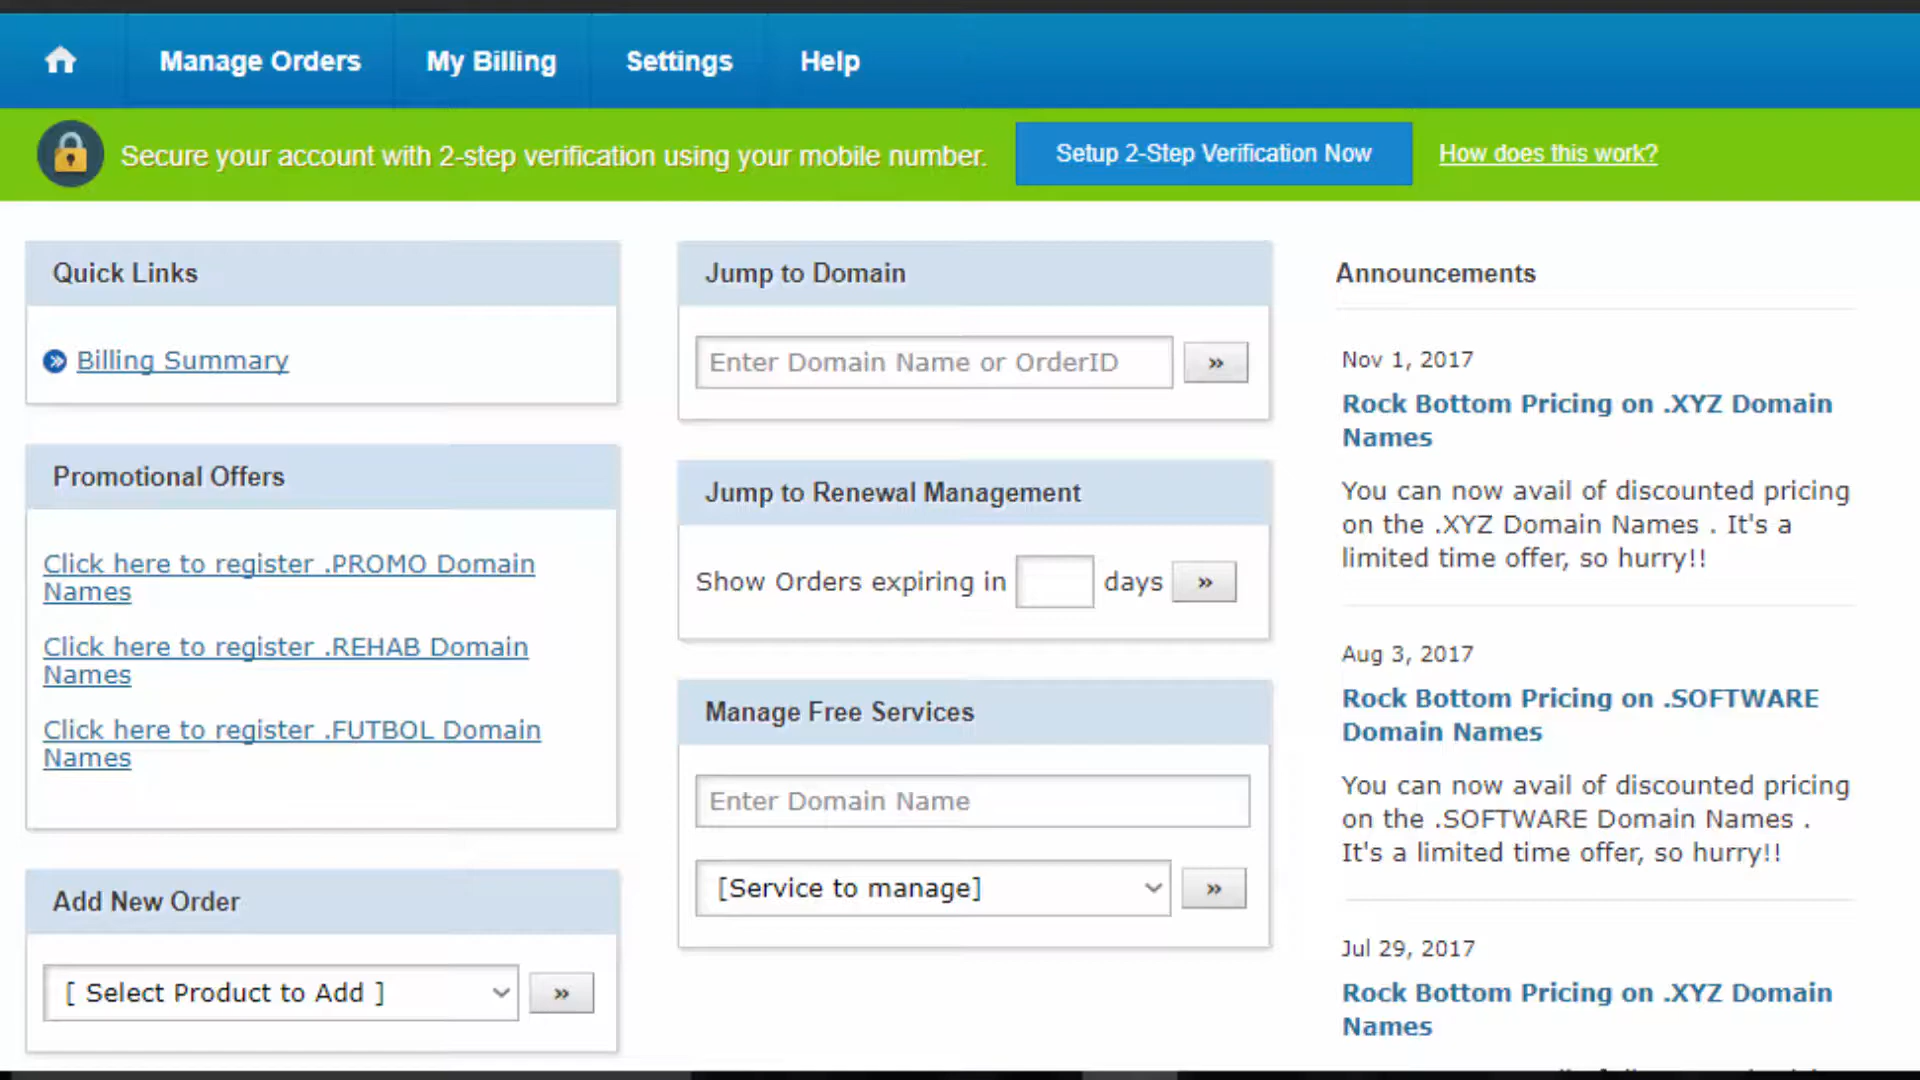 Manage Orders
My Billing
Settings
Help
Secure your account with 2-step verification using your mobile number.
Setup 2-Step Verification Now
How does this work?
Quick Links
Billing Summary
Promotional Offers
Click here to register .PROMO Domain
Names
Click here to register .REHAB Domain
Names
Click here to register .FUTBOL Domain
Names
Add New Order
[ Select Product to Add ]
»
Jump to Domain
Enter Domain Name or OrderID
»
Jump to Renewal Management
Show Orders expiring in days »
Manage Free Services
Enter Domain Name
[Service to manage]
»
Announcements
Nov 1, 2017
Rock Bottom Pricing on .XYZ Domain
Names
You can now avail of discounted pricing
on the .XYZ Domain Names . It's a
limited time offer, so hurry!!
Aug 3, 2017
Rock Bottom Pricing on .SOFTWARE
Domain Names
You can now avail of discounted pricing
on the .SOFTWARE Domain Names .
It's a limited time offer, so hurry!!
Jul 29, 2017
Rock Bottom Pricing on .XYZ Domain
Names